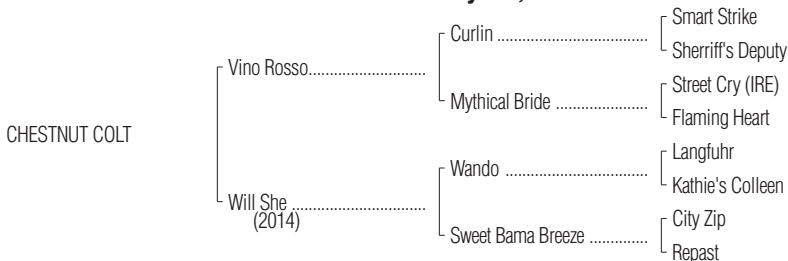 Smart Strike
Curlin ..........................................
Sherriff's Deputy
Vino Rosso................................
Street Cry (IRE)
Mythical Bride .........................
Flaming Heart
CHESTNUT COLT
Langfuhr
Wando ........................................
Kathie's Colleen
Will She .....................................
(2014)
City Zip
Sweet Bama Breeze ................
Repast